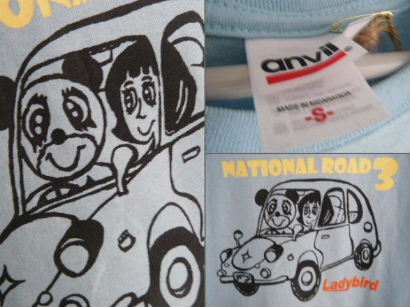 anvil
MADE IN NICARAGUA
-S-
NATIONAL ROAD 3
Ladybird